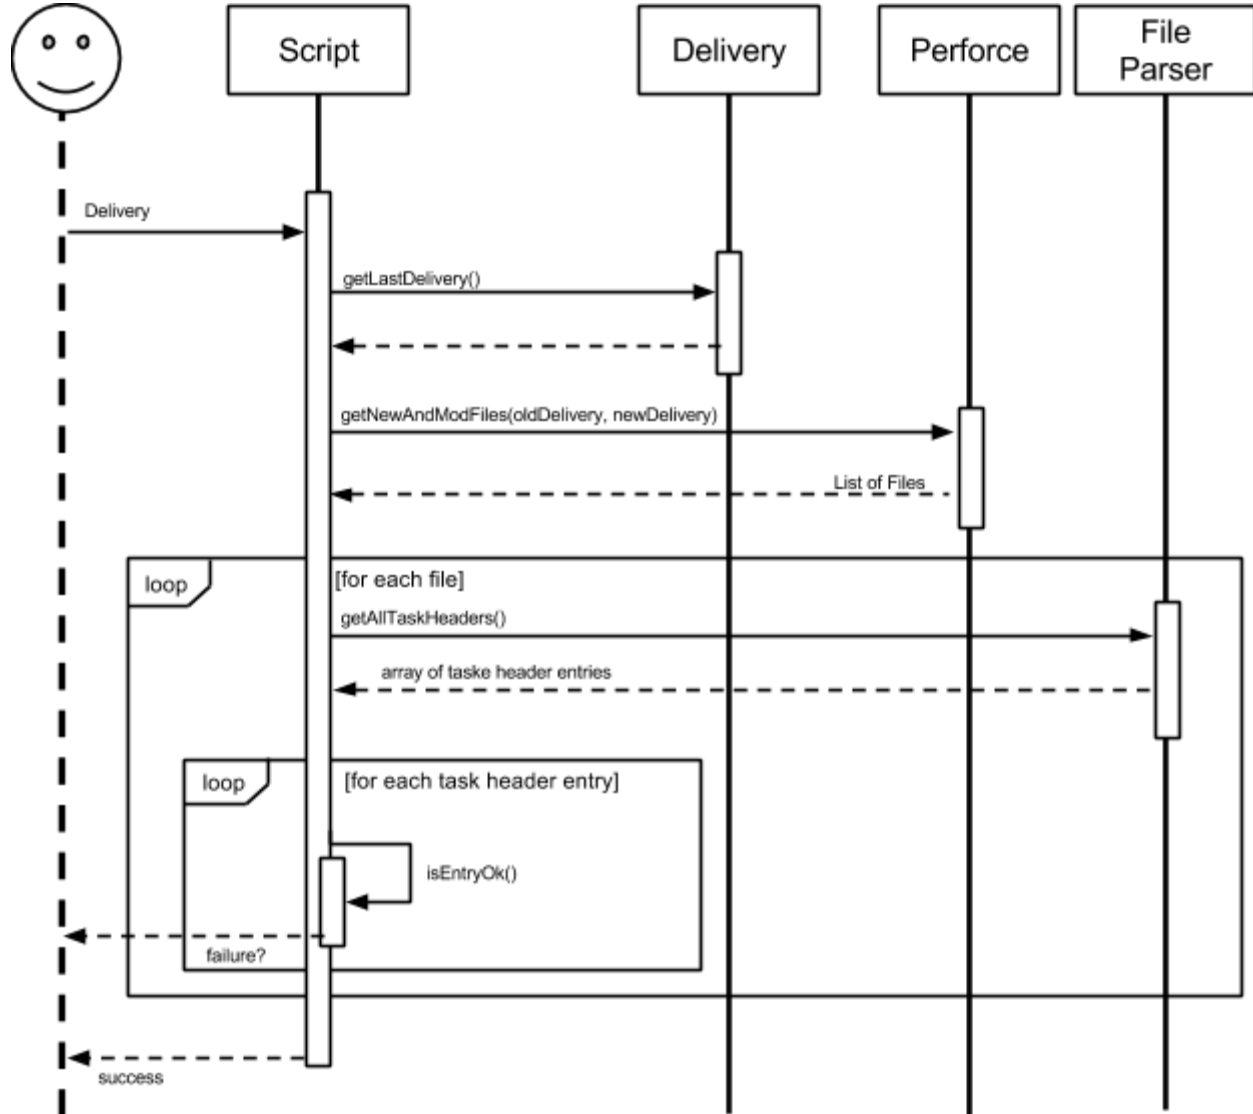 Script
Delivery
Perforce
File
Parser
Delivery
getLastDelivery()
getNewAndModFiles(oldDelivery, newDelivery)
List of Files
loop
[for each file]
getAllTaskHeaders()
array of taske header entries
loop
[for each task header entry]
isEntryOk()
failure?
success